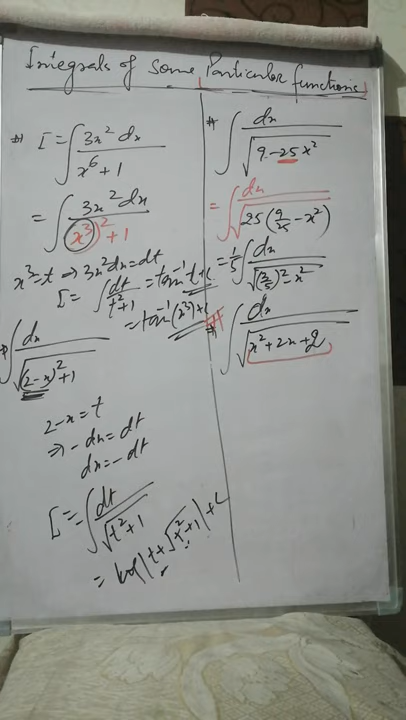 Integrals of Some Particular functions
⇒ I = ∫ 3x² dx / x⁶ + 1
= ∫ 3x² dx / (x³)² + 1
x³ = t ⇒ 3x² dx = dt
I = ∫ dt / t² + 1 = tan⁻¹ t + c
= tan⁻¹(x³) + c
∫ dx / √(2-x)² + 1
2-x = t
⇒ -dx = dt
dx = -dt
I = -∫ dt / √t² + 1
= log|t + √t² + 1| + c
∫ dx / √9 - 25x²
= ∫ dx / √25(9/25 - x²)
= 1/5 ∫ dx / √(3/5)² - x²
⇒ ∫ dx / √x² + 2x + 2